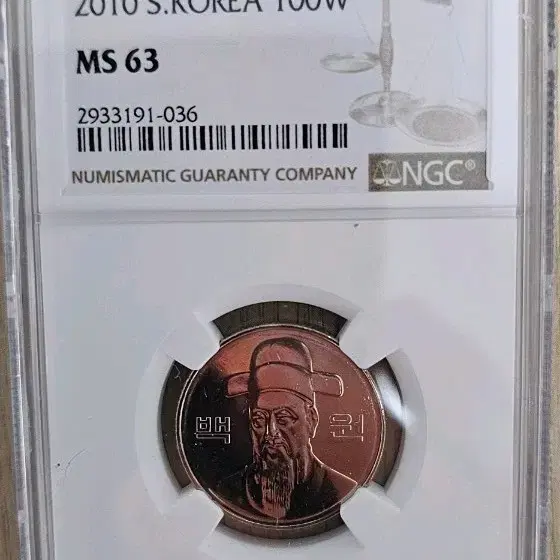 2010 S.KOREA 100W
MS 63
2933191-036
NUMISMATIC GUARANTY COMPANY
NGC®
백 원